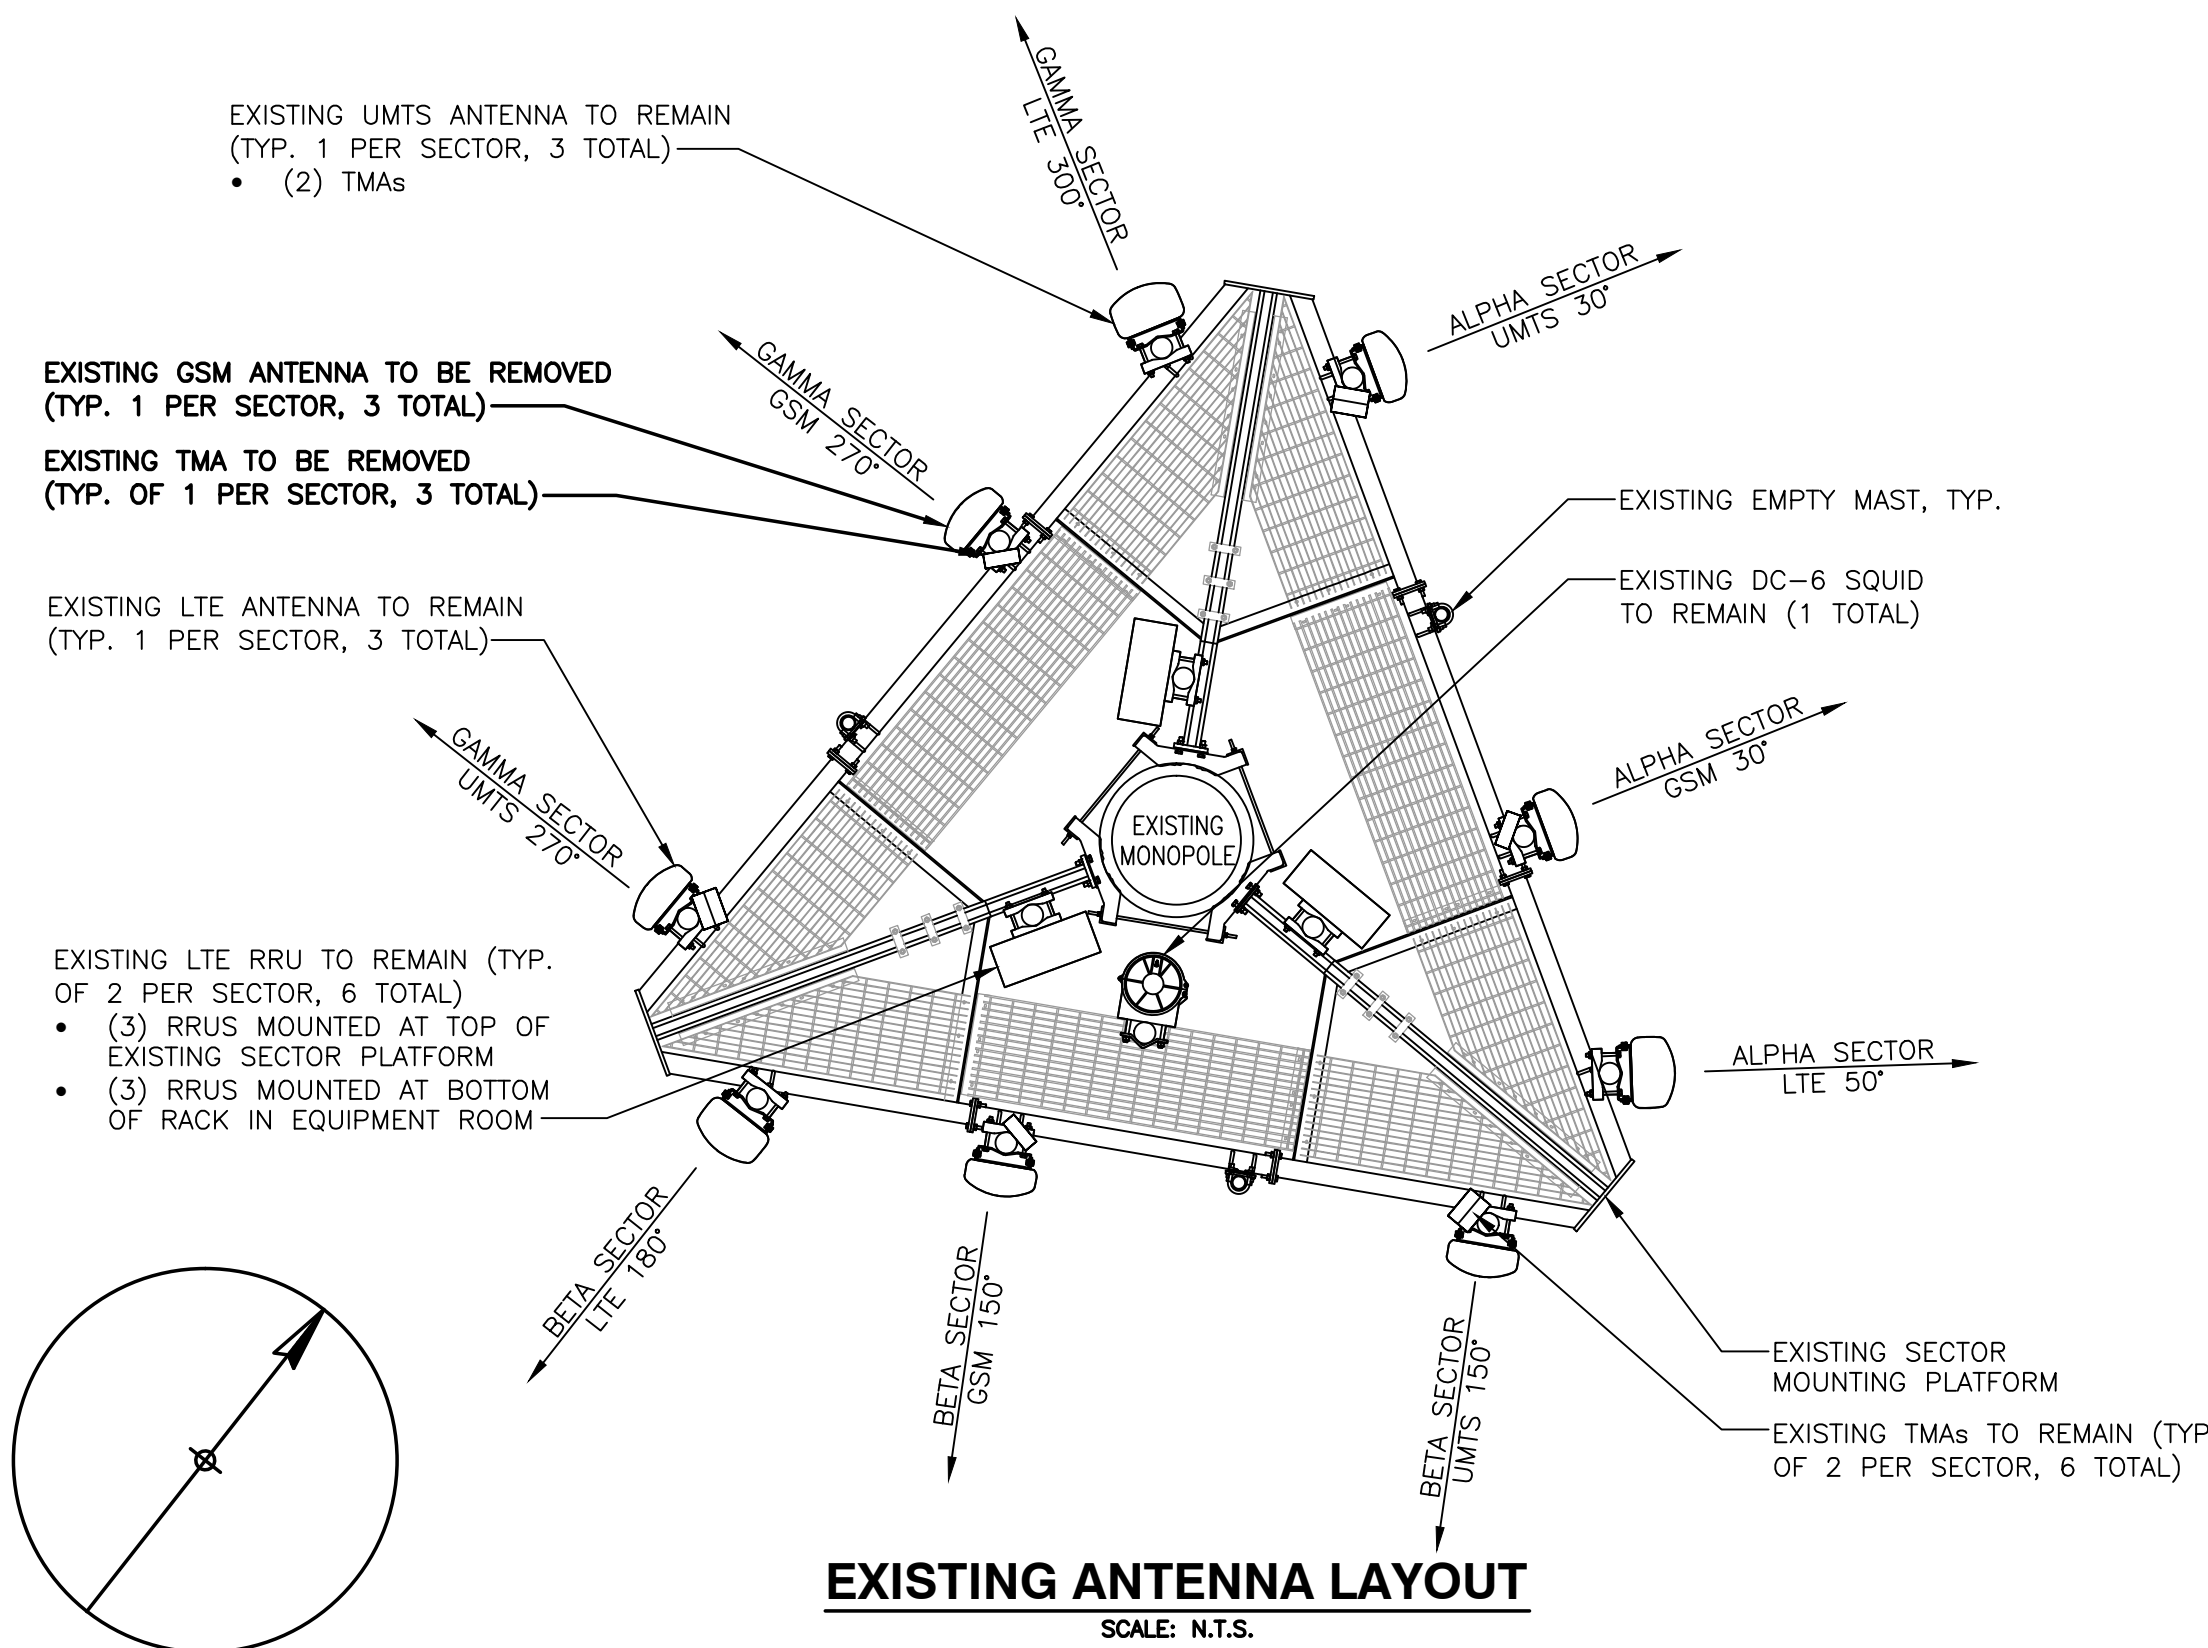 GAMMA SECTOR
LTE 300°
EXISTING UMTS ANTENNA TO REMAIN
(TYP. 1 PER SECTOR, 3 TOTAL)
• (2) TMAs
ALPHA SECTOR
UMTS 30°
EXISTING GSM ANTENNA TO BE REMOVED
(TYP. 1 PER SECTOR, 3 TOTAL)
GAMMA SECTOR
GSM 270°
EXISTING TMA TO BE REMOVED
(TYP. OF 1 PER SECTOR, 3 TOTAL)
EXISTING EMPTY MAST, TYP.
EXISTING DC-6 SQUID
TO REMAIN (1 TOTAL)
EXISTING LTE ANTENNA TO REMAIN
(TYP. 1 PER SECTOR, 3 TOTAL)
GAMMA SECTOR
UMTS 270°
ALPHA SECTOR
GSM 30°
EXISTING
MONOPOLE
EXISTING LTE RRU TO REMAIN (TYP.
OF 2 PER SECTOR, 6 TOTAL)
• (3) RRUS MOUNTED AT TOP OF
EXISTING SECTOR PLATFORM
• (3) RRUS MOUNTED AT BOTTOM
OF RACK IN EQUIPMENT ROOM
ALPHA SECTOR
LTE 50°
BETA SECTOR
LTE 180°
BETA SECTOR
GSM 150°
BETA SECTOR
UMTS 150°
EXISTING SECTOR
MOUNTING PLATFORM
EXISTING TMAs TO REMAIN (TYP
OF 2 PER SECTOR, 6 TOTAL)
EXISTING ANTENNA LAYOUT
SCALE: N.T.S.